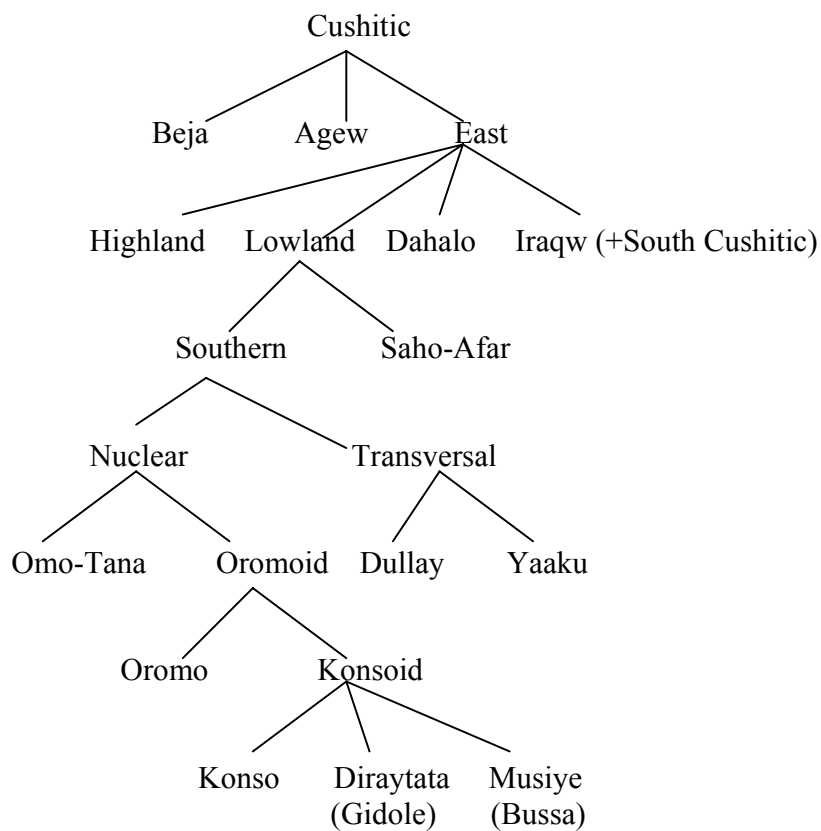 Cushitic
Beja Agew East
Highland Lowland Dahalo Iraqw (+South Cushitic)
Southern Saho-Afar
Nuclear Transversal
Omo-Tana Oromoid Dullay Yaaku
Oromo Konsoid
Konso Diraytata Musiye
(Gidole) (Bussa)